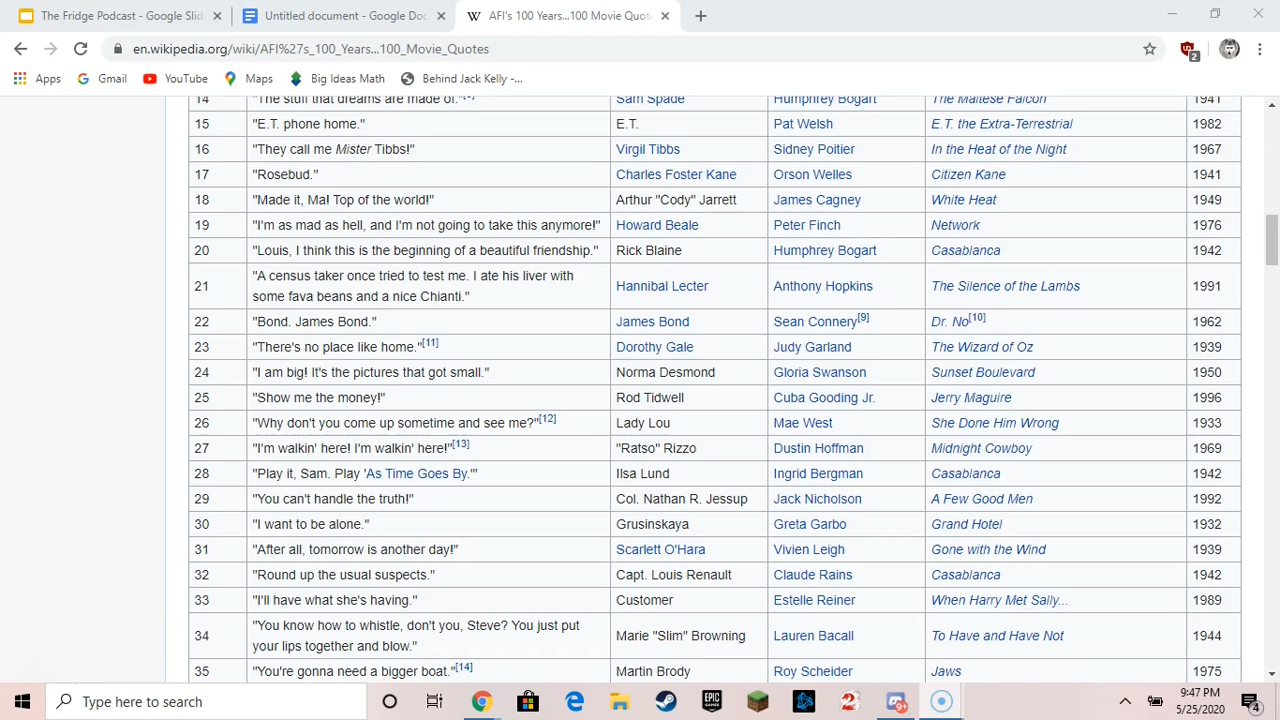 The Fridge Podcast - Google Slid
Untitled document - Google Doc
AFI's 100 Years...100 Movie Quote
en.wikipedia.org/wiki/AFI%27s_100_Years...100_Movie_Quotes
2
Apps Gmail YouTube Maps Big Ideas Math Behind Jack Kelly -...
14 "The stuff that dreams are made of." Sam Spade Humphrey Bogart The Maltese Falcon 1941
15 "E.T. phone home." E.T. Pat Welsh E.T. the Extra-Terrestrial 1982
16 "They call me Mister Tibbs!" Virgil Tibbs Sidney Poitier In the Heat of the Night 1967
17 "Rosebud." Charles Foster Kane Orson Welles Citizen Kane 1941
18 "Made it, Ma! Top of the world!" Arthur "Cody" Jarrett James Cagney White Heat 1949
19 "I'm as mad as hell, and I'm not going to take this anymore!" Howard Beale Peter Finch Network 1976
20 "Louis, I think this is the beginning of a beautiful friendship." Rick Blaine Humphrey Bogart Casablanca 1942
21 "A census taker once tried to test me. I ate his liver with
some fava beans and a nice Chianti." Hannibal Lecter Anthony Hopkins The Silence of the Lambs 1991
22 "Bond. James Bond." James Bond Sean Connery[9] Dr. No[10] 1962
23 "There's no place like home."[11] Dorothy Gale Judy Garland The Wizard of Oz 1939
24 "I am big! It's the pictures that got small." Norma Desmond Gloria Swanson Sunset Boulevard 1950
25 "Show me the money!" Rod Tidwell Cuba Gooding Jr. Jerry Maguire 1996
26 "Why don't you come up sometime and see me?"[12] Lady Lou Mae West She Done Him Wrong 1933
27 "I'm walkin' here! I'm walkin' here!"[13] "Ratso" Rizzo Dustin Hoffman Midnight Cowboy 1969
28 "Play it, Sam. Play 'As Time Goes By.'" Ilsa Lund Ingrid Bergman Casablanca 1942
29 "You can't handle the truth!" Col. Nathan R. Jessup Jack Nicholson A Few Good Men 1992
30 "I want to be alone." Grusinskaya Greta Garbo Grand Hotel 1932
31 "After all, tomorrow is another day!" Scarlett O'Hara Vivien Leigh Gone with the Wind 1939
32 "Round up the usual suspects." Capt. Louis Renault Claude Rains Casablanca 1942
33 "I'll have what she's having." Customer Estelle Reiner When Harry Met Sally... 1989
34 "You know how to whistle, don't you, Steve? You just put
your lips together and blow." Marie "Slim" Browning Lauren Bacall To Have and Have Not 1944
35 "You're gonna need a bigger boat."[14] Martin Brody Roy Scheider Jaws 1975
Type here to search
EPIC GAMES
9+
9:47 PM
5/25/2020
4